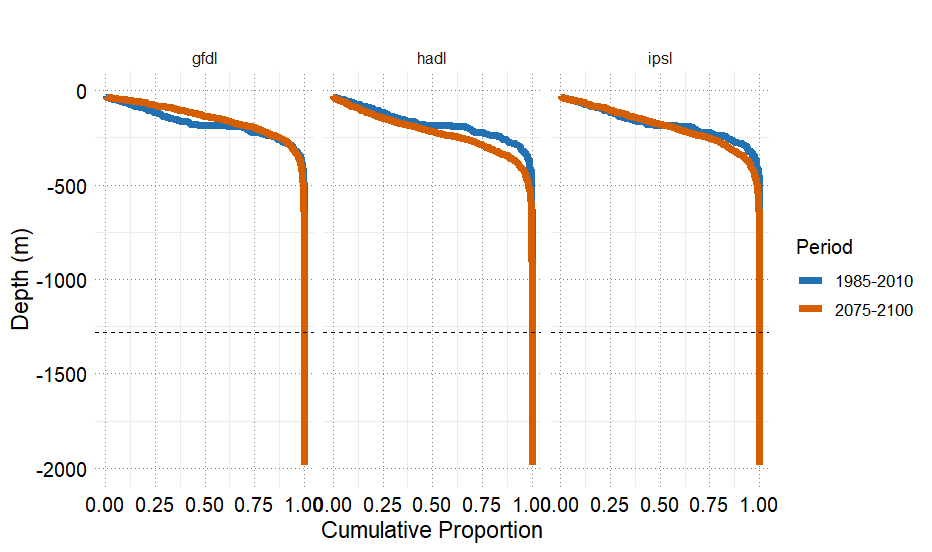 gfdl hadl ipsl
0
-500
-1000
-1500
-2000
Depth (m)
0.00 0.25 0.50 0.75 1.00 0.00 0.25 0.50 0.75 1.00 0.00 0.25 0.50 0.75 1.00
Cumulative Proportion
Period
1985-2010
2075-2100